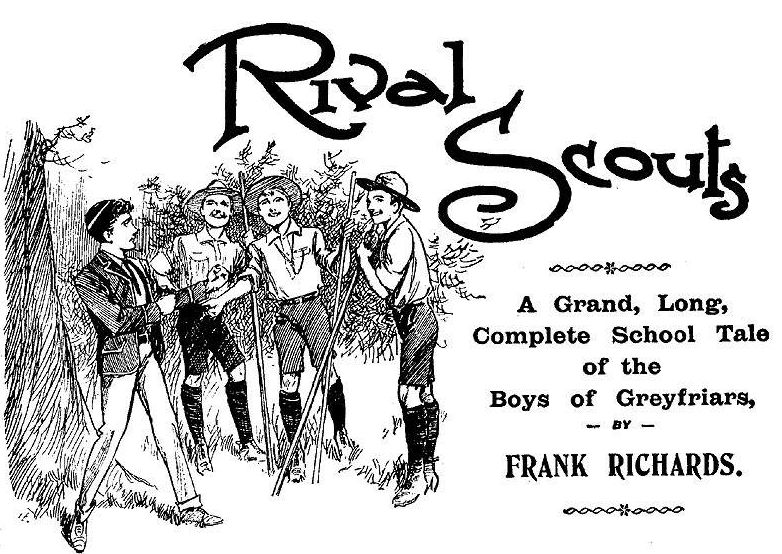 Rival
Scouts
A Grand, Long,
Complete School Tale
of the
Boys of Greyfriars,
— BY —
FRANK RICHARDS.